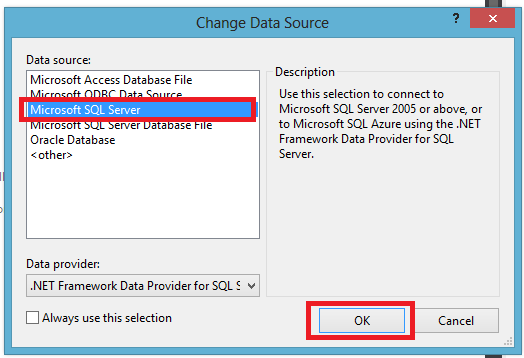 Change Data Source
?
Data source:
Microsoft Access Database File
Microsoft ODBC Data Source
Microsoft SQL Server
Microsoft SQL Server Database File
Oracle Database
<other>
Description
Use this selection to connect to
Microsoft SQL Server 2005 or above, or
to Microsoft SQL Azure using the .NET
Framework Data Provider for SQL
Server.
Data provider:
.NET Framework Data Provider for SQL S
Always use this selection
OK
Cancel